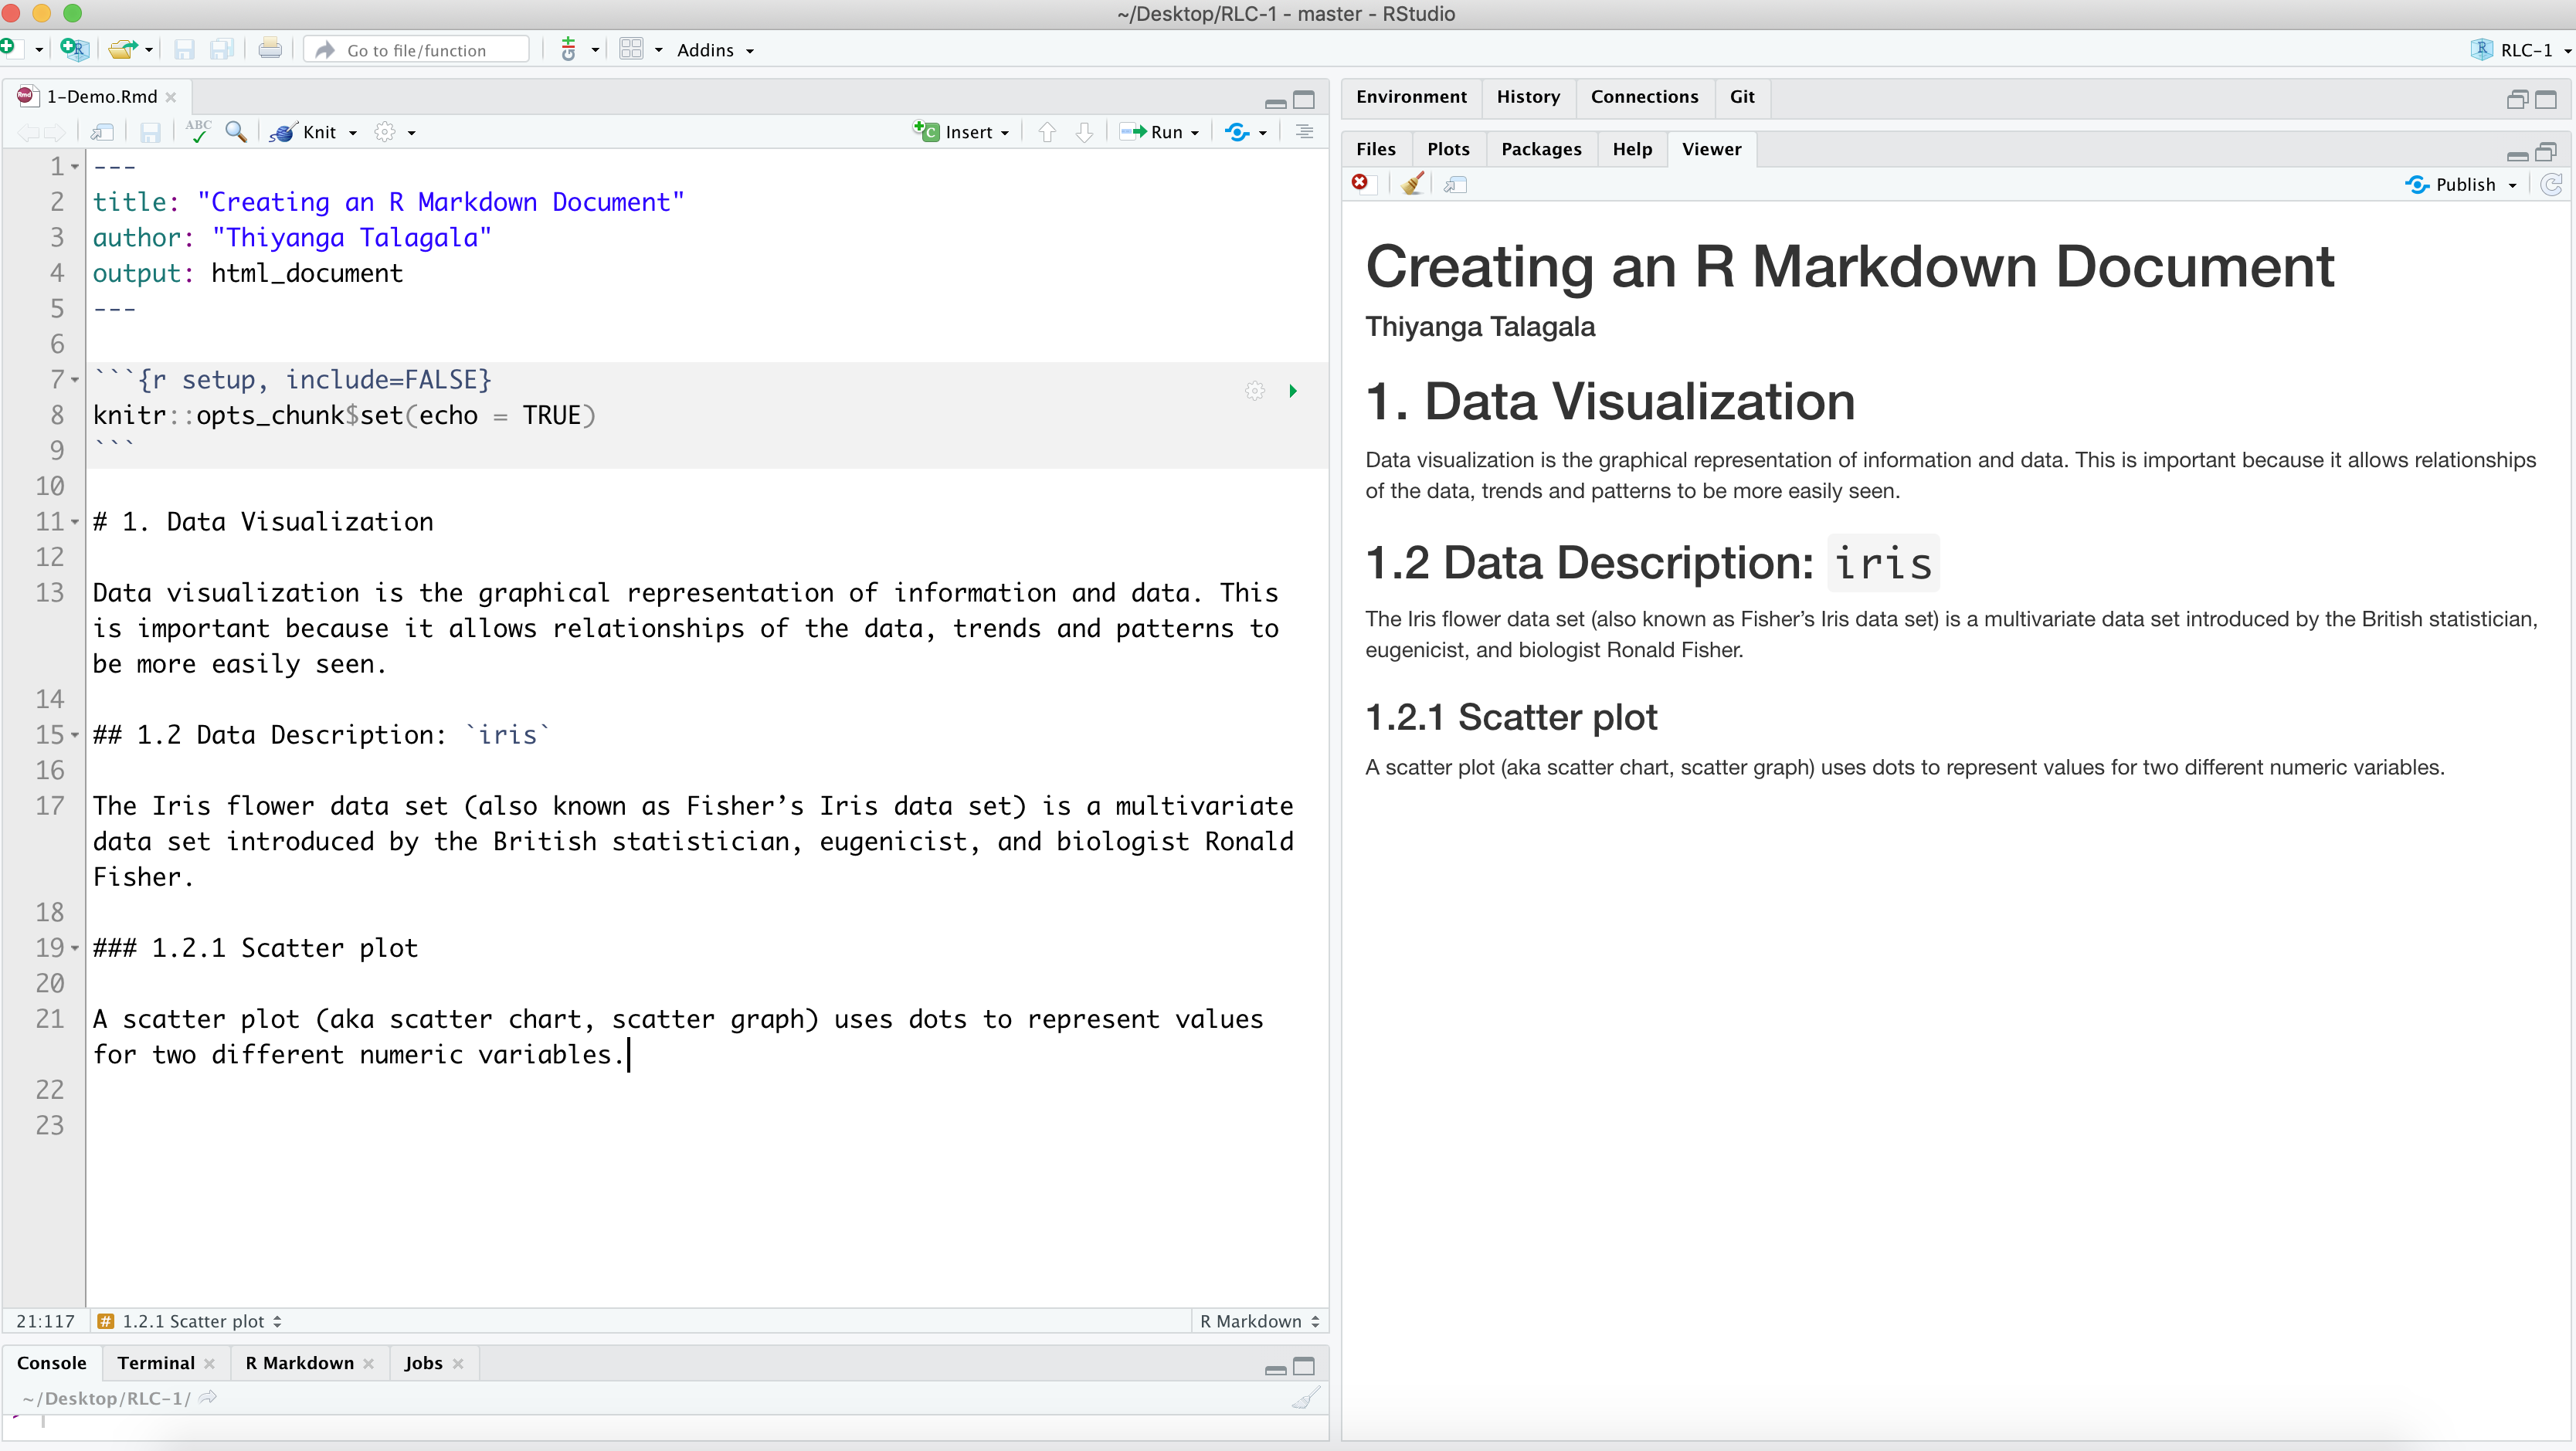 ~/Desktop/RLC-1 - master - RStudio
Go to file/function
Addins
RLC-1
1-Demo.Rmd
ABC
Knit
Insert
Run
1 ---
2 title: "Creating an R Markdown Document"
3 author: "Thiyanga Talagala"
4 output: html_document
5 ---
6
7 ```{r setup, include=FALSE}
8 knitr::opts_chunk$set(echo = TRUE)
9 ```
10
11 # 1. Data Visualization
12
13 Data visualization is the graphical representation of information and data. This
is important because it allows relationships of the data, trends and patterns to
be more easily seen.
14
15 ## 1.2 Data Description: `iris`
16
17 The Iris flower data set (also known as Fisher’s Iris data set) is a multivariate
data set introduced by the British statistician, eugenicist, and biologist Ronald
Fisher.
18
19 ### 1.2.1 Scatter plot
20
21 A scatter plot (aka scatter chart, scatter graph) uses dots to represent values
for two different numeric variables.
22
23
21:117 # 1.2.1 Scatter plot R Markdown
Console Terminal R Markdown Jobs
~/Desktop/RLC-1/
Environment History Connections Git
Files Plots Packages Help Viewer
Publish
Creating an R Markdown Document
Thiyanga Talagala
1. Data Visualization
Data visualization is the graphical representation of information and data. This is important because it allows relationships
of the data, trends and patterns to be more easily seen.
1.2 Data Description: iris
The Iris flower data set (also known as Fisher’s Iris data set) is a multivariate data set introduced by the British statistician,
eugenicist, and biologist Ronald Fisher.
1.2.1 Scatter plot
A scatter plot (aka scatter chart, scatter graph) uses dots to represent values for two different numeric variables.